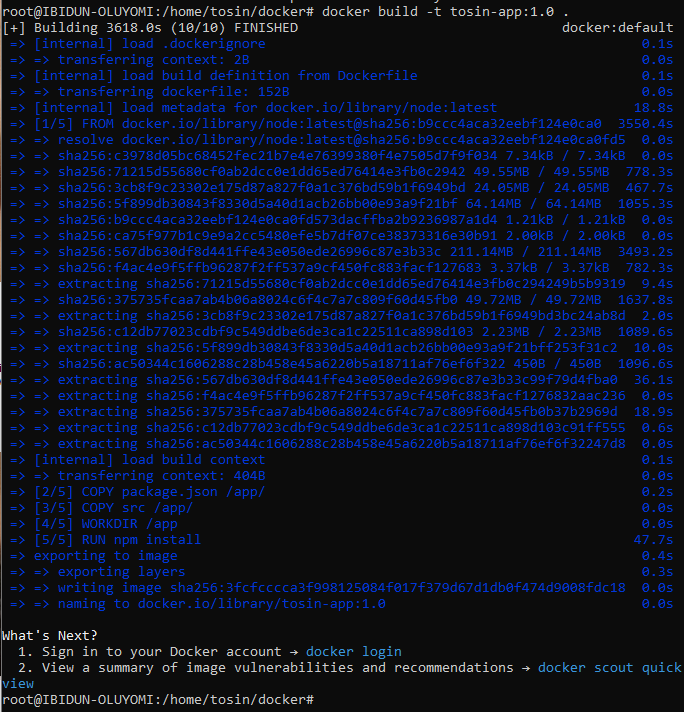 root@IBIDUN-OLUYOMI:/home/tosin/docker# docker build -t tosin-app:1.0 .
[+] Building 3618.0s (10/10) FINISHED docker:default
=> [internal] load .dockerignore 0.1s
=> => transferring context: 2B 0.0s
=> [internal] load build definition from Dockerfile 0.1s
=> => transferring dockerfile: 152B 0.0s
=> [internal] load metadata for docker.io/library/node:latest 18.8s
=> [1/5] FROM docker.io/library/node:latest@sha256:b9ccc4aca32eebf124e0ca0 3550.4s
=> => resolve docker.io/library/node:latest@sha256:b9ccc4aca32eebf124e0ca0fd5 0.0s
=> => sha256:c3978d05bc68452fec21b7e4e76399380f4e7505d7f9f034 7.34kB / 7.34kB 0.0s
=> => sha256:71215d55680cf0ab2dcc0e1dd65ed76414e3fb0c2942 49.55MB / 49.55MB 778.3s
=> => sha256:3cb8f9c23302e175d87a827f0a1c376bd59b1f6949bd 24.05MB / 24.05MB 467.7s
=> => sha256:5f899db30843f8330d5a40d1acb26bb00e93a9f21bf 64.14MB / 64.14MB 1055.3s
=> => sha256:b9ccc4aca32eebf124e0ca0fd573dacffba2b9236987a1d4 1.21kB / 1.21kB 0.0s
=> => sha256:ca75f977b1c9e9a2cc5480efe5b7df07ce38373316e30b91 2.00kB / 2.00kB 0.0s
=> => sha256:567db630df8d441ffe43e050ede26996c87e3b33c 211.14MB / 211.14MB 3493.2s
=> => sha256:f4ac4e9f5ffb96287f2ff537a9cf450fc883facf127683 3.37kB / 3.37kB 782.3s
=> => extracting sha256:71215d55680cf0ab2dcc0e1dd65ed76414e3fb0c294249b5b9319 9.4s
=> => sha256:375735fcaa7ab4b06a8024c6f4c7a7c809f60d45fb0 49.72MB / 49.72MB 1637.8s
=> => extracting sha256:3cb8f9c23302e175d87a827f0a1c376bd59b1f6949bd3bc24ab8d 2.0s
=> => sha256:c12db77023cdbf9c549ddbe6de3ca1c22511ca898d103 2.23MB / 2.23MB 1089.6s
=> => extracting sha256:5f899db30843f8330d5a40d1acb26bb00e93a9f21bff253f31c2 10.0s
=> => sha256:ac50344c1606288c28b458e45a6220b5a18711af76ef6f322 450B / 450B 1096.6s
=> => extracting sha256:567db630df8d441ffe43e050ede26996c87e3b33c99f79d4fba0 36.1s
=> => extracting sha256:f4ac4e9f5ffb96287f2ff537a9cf450fc883facf1276832aac236 0.0s
=> => extracting sha256:375735fcaa7ab4b06a8024c6f4c7a7c809f60d45fb0b37b2969d 18.9s
=> => extracting sha256:c12db77023cdbf9c549ddbe6de3ca1c22511ca898d103c91ff555 0.6s
=> => extracting sha256:ac50344c1606288c28b458e45a6220b5a18711af76ef6f32247d8 0.0s
=> [internal] load build context 0.1s
=> => transferring context: 404B 0.0s
=> [2/5] COPY package.json /app/ 0.2s
=> [3/5] COPY src /app/ 0.0s
=> [4/5] WORKDIR /app 0.0s
=> [5/5] RUN npm install 47.7s
=> exporting to image 0.4s
=> => exporting layers 0.3s
=> => writing image sha256:3fcfcccca3f998125084f017f379d67d1db0f474d9008fdc18 0.0s
=> => naming to docker.io/library/tosin-app:1.0 0.0s
What's Next?
1. Sign in to your Docker account → docker login
2. View a summary of image vulnerabilities and recommendations → docker scout quick
view
root@IBIDUN-OLUYOMI:/home/tosin/docker#